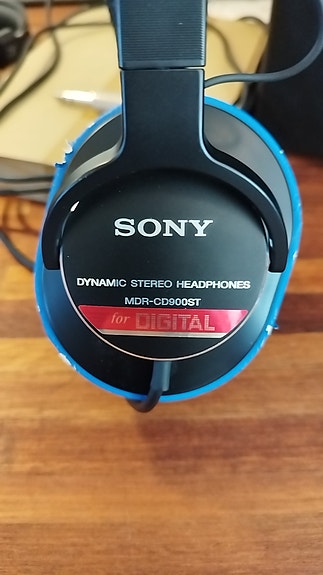 SONY
DYNAMIC STEREO HEADPHONES
MDR-CD900ST
for DIGITAL